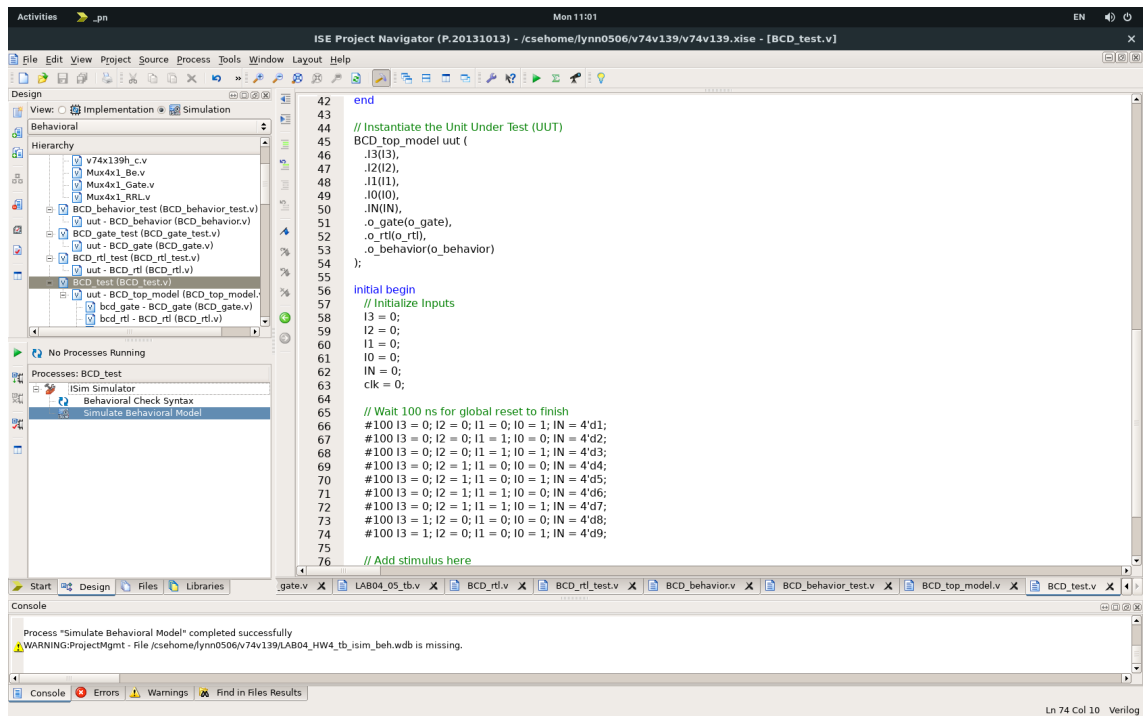 Activities _pn Mon 11:01 EN
ISE Project Navigator (P.20131013) - /csehome/lynn0506/v74v139/v74v139.xise - [BCD_test.v]
File Edit View Project Source Process Tools Window Layout Help
Design
View: Implementation Simulation
Behavioral
Hierarchy
v74x139h_c.v
Mux4x1_Be.v
Mux4x1_Gate.v
Mux4x1_RRL.v
BCD_behavior_test (BCD_behavior_test.v)
uut - BCD_behavior (BCD_behavior.v)
BCD_gate_test (BCD_gate_test.v)
uut - BCD_gate (BCD_gate.v)
BCD_rtl_test (BCD_rtl_test.v)
uut - BCD_rtl (BCD_rtl.v)
BCD_test (BCD_test.v)
uut - BCD_top_model (BCD_top_model.
bcd_gate - BCD_gate (BCD_gate.v)
bcd_rtl - BCD_rtl (BCD_rtl.v)
No Processes Running
Processes: BCD_test
ISim Simulator
Behavioral Check Syntax
Simulate Behavioral Model
42 end
43
44 // Instantiate the Unit Under Test (UUT)
45 BCD_top_model uut (
46 .I3(I3),
47 .I2(I2),
48 .I1(I1),
49 .I0(I0),
50 .IN(IN),
51 .o_gate(o_gate),
52 .o_rtl(o_rtl),
53 .o_behavior(o_behavior)
54 );
55
56 initial begin
57 // Initialize Inputs
58 I3 = 0;
59 I2 = 0;
60 I1 = 0;
61 I0 = 0;
62 IN = 0;
63 clk = 0;
64
65 // Wait 100 ns for global reset to finish
66 #100 I3 = 0; I2 = 0; I1 = 0; I0 = 1; IN = 4'd1;
67 #100 I3 = 0; I2 = 0; I1 = 1; I0 = 0; IN = 4'd2;
68 #100 I3 = 0; I2 = 0; I1 = 1; I0 = 1; IN = 4'd3;
69 #100 I3 = 0; I2 = 1; I1 = 0; I0 = 0; IN = 4'd4;
70 #100 I3 = 0; I2 = 1; I1 = 0; I0 = 1; IN = 4'd5;
71 #100 I3 = 0; I2 = 1; I1 = 1; I0 = 0; IN = 4'd6;
72 #100 I3 = 0; I2 = 1; I1 = 1; I0 = 1; IN = 4'd7;
73 #100 I3 = 1; I2 = 0; I1 = 0; I0 = 0; IN = 4'd8;
74 #100 I3 = 1; I2 = 0; I1 = 0; I0 = 1; IN = 4'd9;
75
76 // Add stimulus here
Start Design Files Libraries
_gate.v LAB04_05_tb.v BCD_rtl.v BCD_rtl_test.v BCD_behavior.v BCD_behavior_test.v BCD_top_model.v BCD_test.v
Console
Process "Simulate Behavioral Model" completed successfully
WARNING:ProjectMgmt - File /csehome/lynn0506/v74v139/LAB04_HW4_tb_isim_beh.wdb is missing.
Console Errors Warnings Find in Files Results
Ln 74 Col 10 Verilog